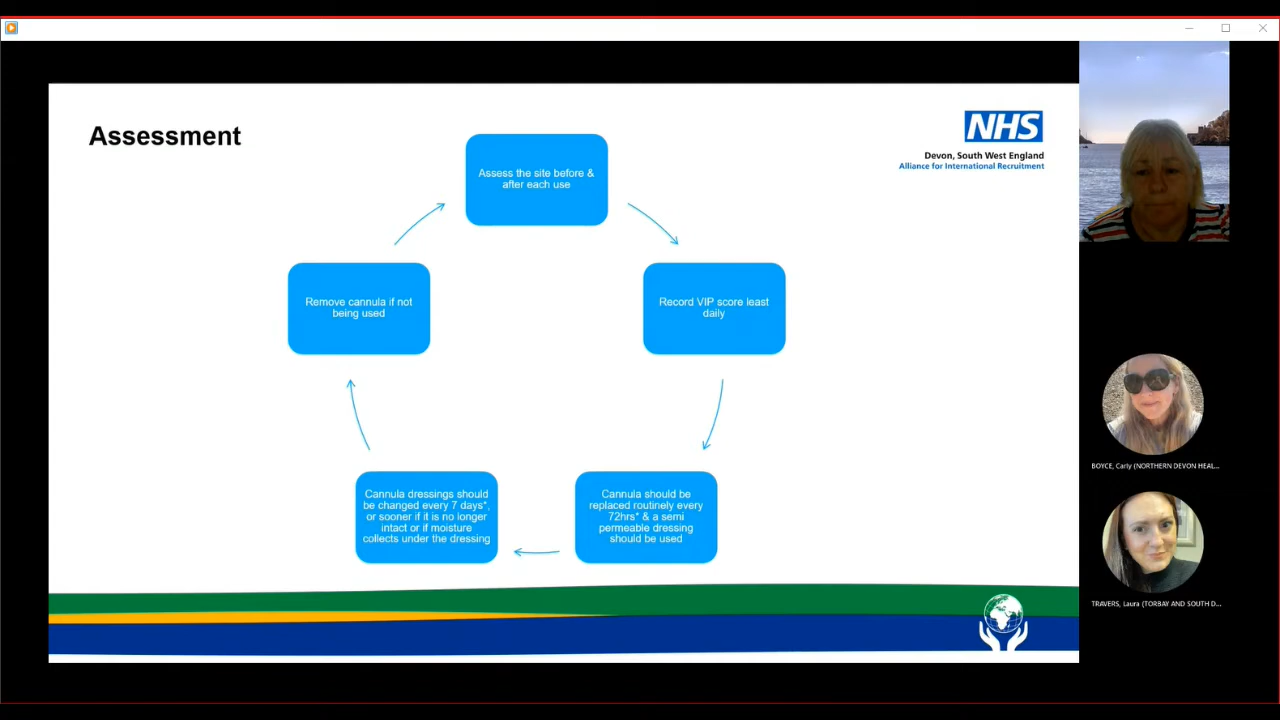 Assessment
NHS
Devon, South West England
Alliance for International Recruitment
Assess the site before &
after each use
Remove cannula if not
being used
Record VIP score least
daily
Cannula dressings should
be changed every 7 days*,
or sooner if it is no longer
intact or if moisture
collects under the dressing
Cannula should be
replaced routinely every
72hrs* & a semi
permeable dressing
should be used
BOYCE, Carly (NORTHERN DEVON HEAL...
TRAVERS, Laura (TORBAY AND SOUTH D...